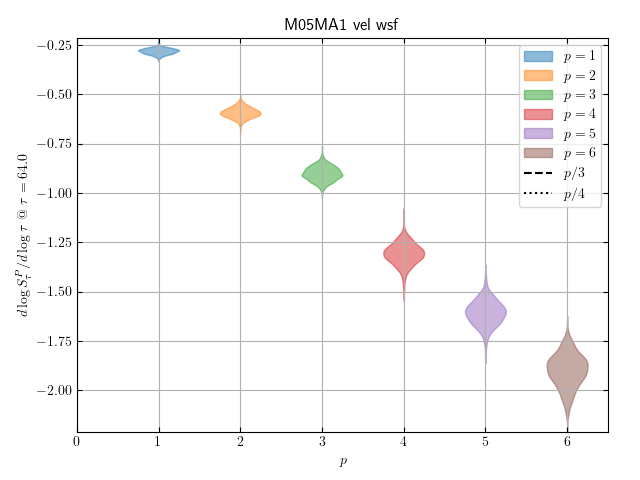 M05MA1 vel wsf
d log S_τ^p / d log τ @ τ = 64.0
−0.25
−0.50
−0.75
−1.00
−1.25
−1.50
−1.75
−2.00
0
1
2
3
4
5
6
p
p = 1
p = 2
p = 3
p = 4
p = 5
p = 6
p/3
p/4